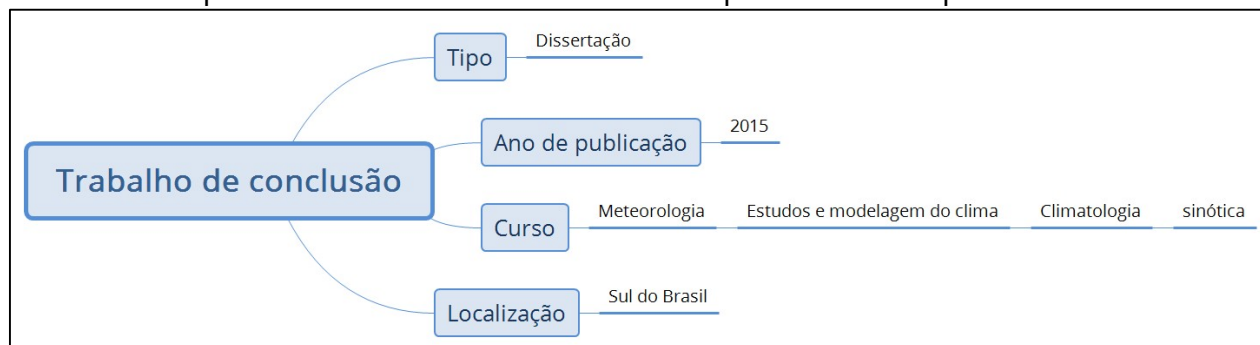 Trabalho de conclusão
Tipo
Dissertação
Ano de publicação
2015
Curso
Meteorologia
Estudos e modelagem do clima
Climatologia
sinótica
Localização
Sul do Brasil